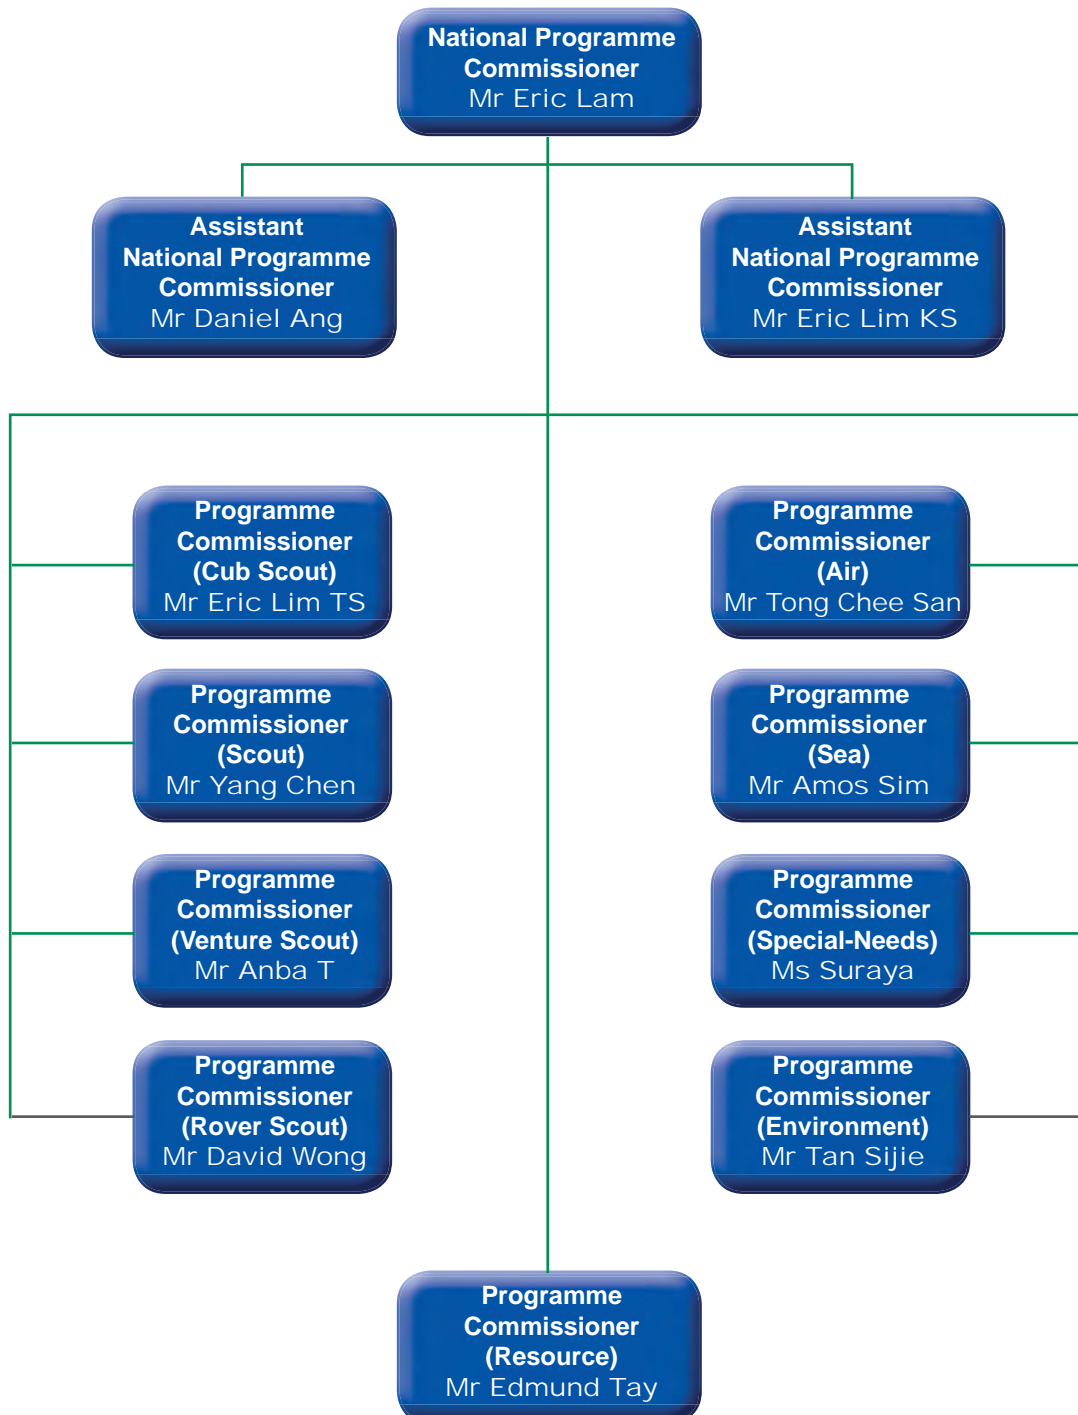 National Programme
Commissioner
Mr Eric Lam
Assistant
National Programme
Commissioner
Mr Daniel Ang
Assistant
National Programme
Commissioner
Mr Eric Lim KS
Programme
Commissioner
(Cub Scout)
Mr Eric Lim TS
Programme
Commissioner
(Air)
Mr Tong Chee San
Programme
Commissioner
(Scout)
Mr Yang Chen
Programme
Commissioner
(Sea)
Mr Amos Sim
Programme
Commissioner
(Venture Scout)
Mr Anba T
Programme
Commissioner
(Special-Needs)
Ms Suraya
Programme
Commissioner
(Rover Scout)
Mr David Wong
Programme
Commissioner
(Environment)
Mr Tan Sijie
Programme
Commissioner
(Resource)
Mr Edmund Tay